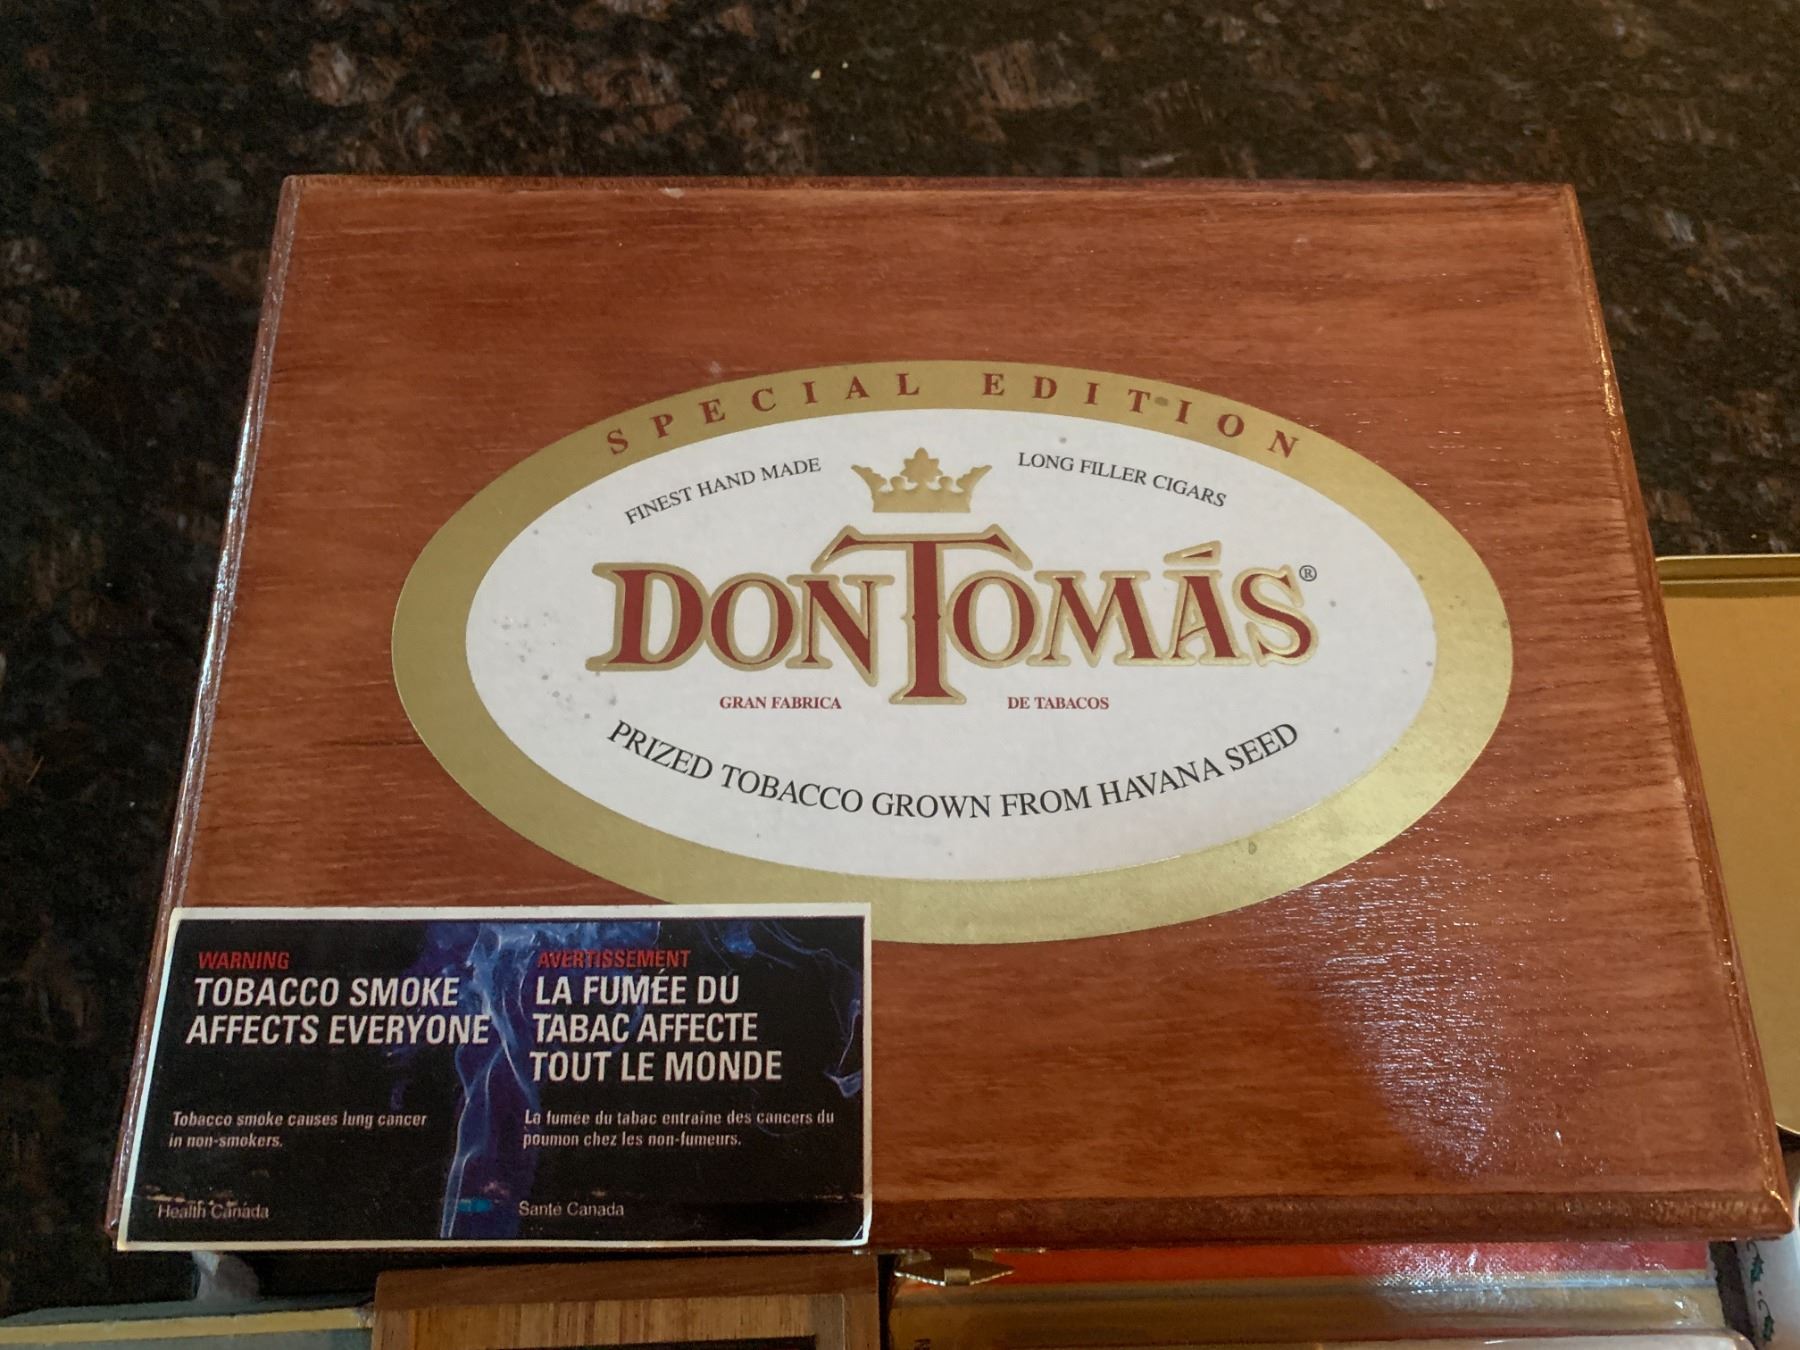 SPECIAL EDITION
FINEST HAND MADE
LONG FILLER CIGARS
DON TOMÁS®
GRAN FABRICA
DE TABACOS
PRIZED TOBACCO GROWN FROM HAVANA SEED
WARNING
TOBACCO SMOKE
AFFECTS EVERYONE
Tobacco smoke causes lung cancer
in non-smokers.
Health Canada
AVERTISSEMENT
LA FUMÉE DU
TABAC AFFECTE
TOUT LE MONDE
La fumée du tabac entraîne des cancers du
poumon chez les non-fumeurs.
Santé Canada